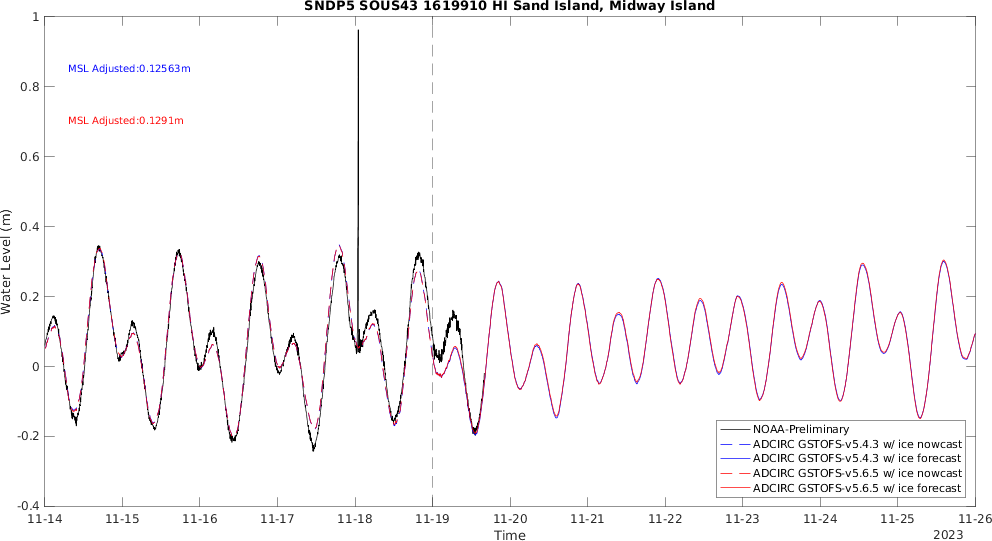 SNDP5 SOUS43 1619910 HI Sand Island, Midway Island
MSL Adjusted:0.12563m
MSL Adjusted:0.1291m
Water Level (m)
1
0.8
0.6
0.4
0.2
0
-0.2
-0.4
NOAA-Preliminary
ADCIRC GSTOFS-v5.4.3 w/ ice nowcast
ADCIRC GSTOFS-v5.4.3 w/ ice forecast
ADCIRC GSTOFS-v5.6.5 w/ ice nowcast
ADCIRC GSTOFS-v5.6.5 w/ ice forecast
11-14 11-15 11-16 11-17 11-18 11-19 11-20 11-21 11-22 11-23 11-24 11-25 11-26
Time
2023